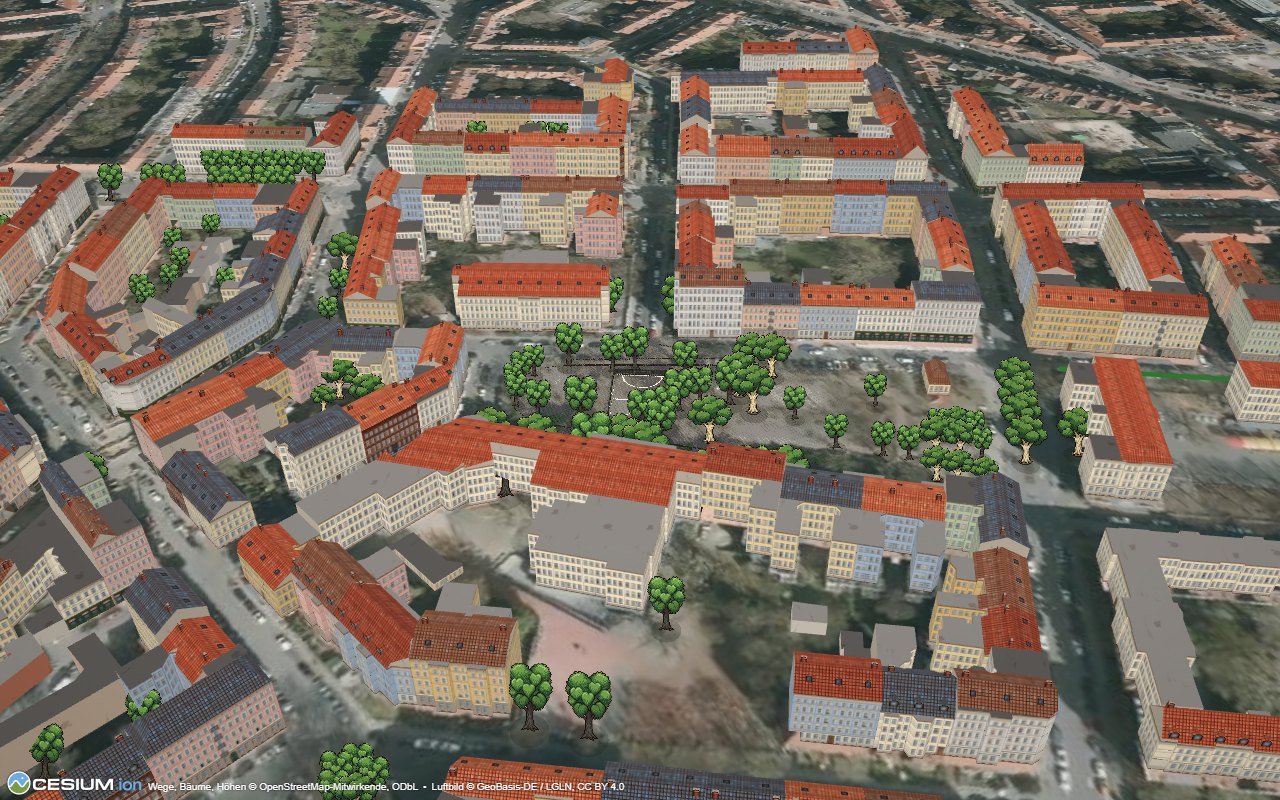 CESIUM ion Wege, Bäume, Höhen © OpenStreetMap-Mitwirkende, ODbL • Luftbild © GeoBasis-DE / LGLN, CC BY 4.0